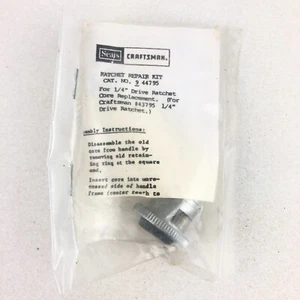 Sears CRAFTSMAN.
RATCHET REPAIR KIT
CAT. NO. 9 44795
For 1/4" Drive Ratchet
Core Replacement. (For
Craftsman #43795 1/4"
Drive Ratchet.)
embly Instructions:
Disassemble the old
core from handle by
removing old retain-
ing ring at the square
end.
Insert core into
side of handle